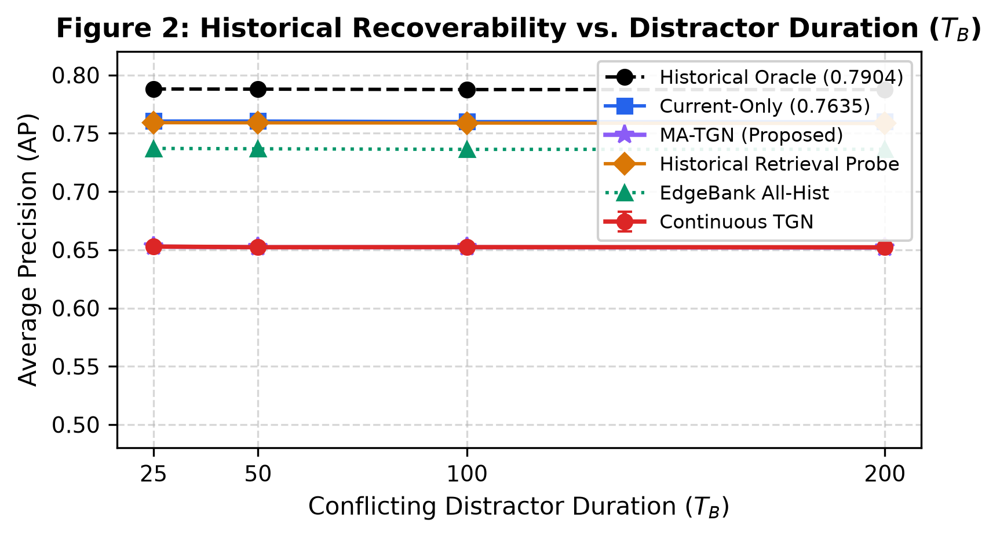 Figure 2: Historical Recoverability vs. Distractor Duration (T_B)
Average Precision (AP)
0.80
0.75
0.70
0.65
0.60
0.55
0.50
Historical Oracle (0.7904)
Current-Only (0.7635)
MA-TGN (Proposed)
Historical Retrieval Probe
EdgeBank All-Hist
Continuous TGN
25 50 100 200
Conflicting Distractor Duration (T_B)